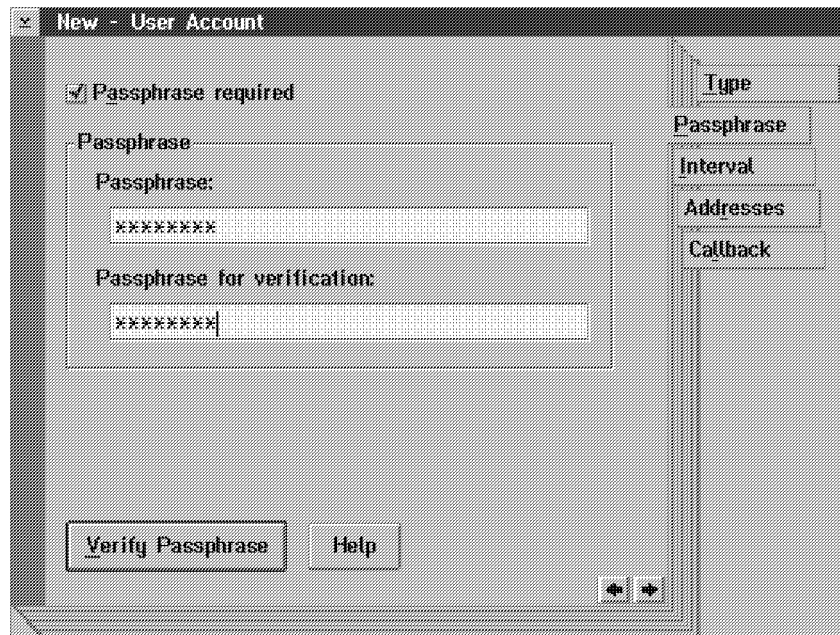 New - User Account
Passphrase required
Passphrase
Passphrase:
********
Passphrase for verification:
********
Verify Passphrase
Help
Type
Passphrase
Interval
Addresses
Callback